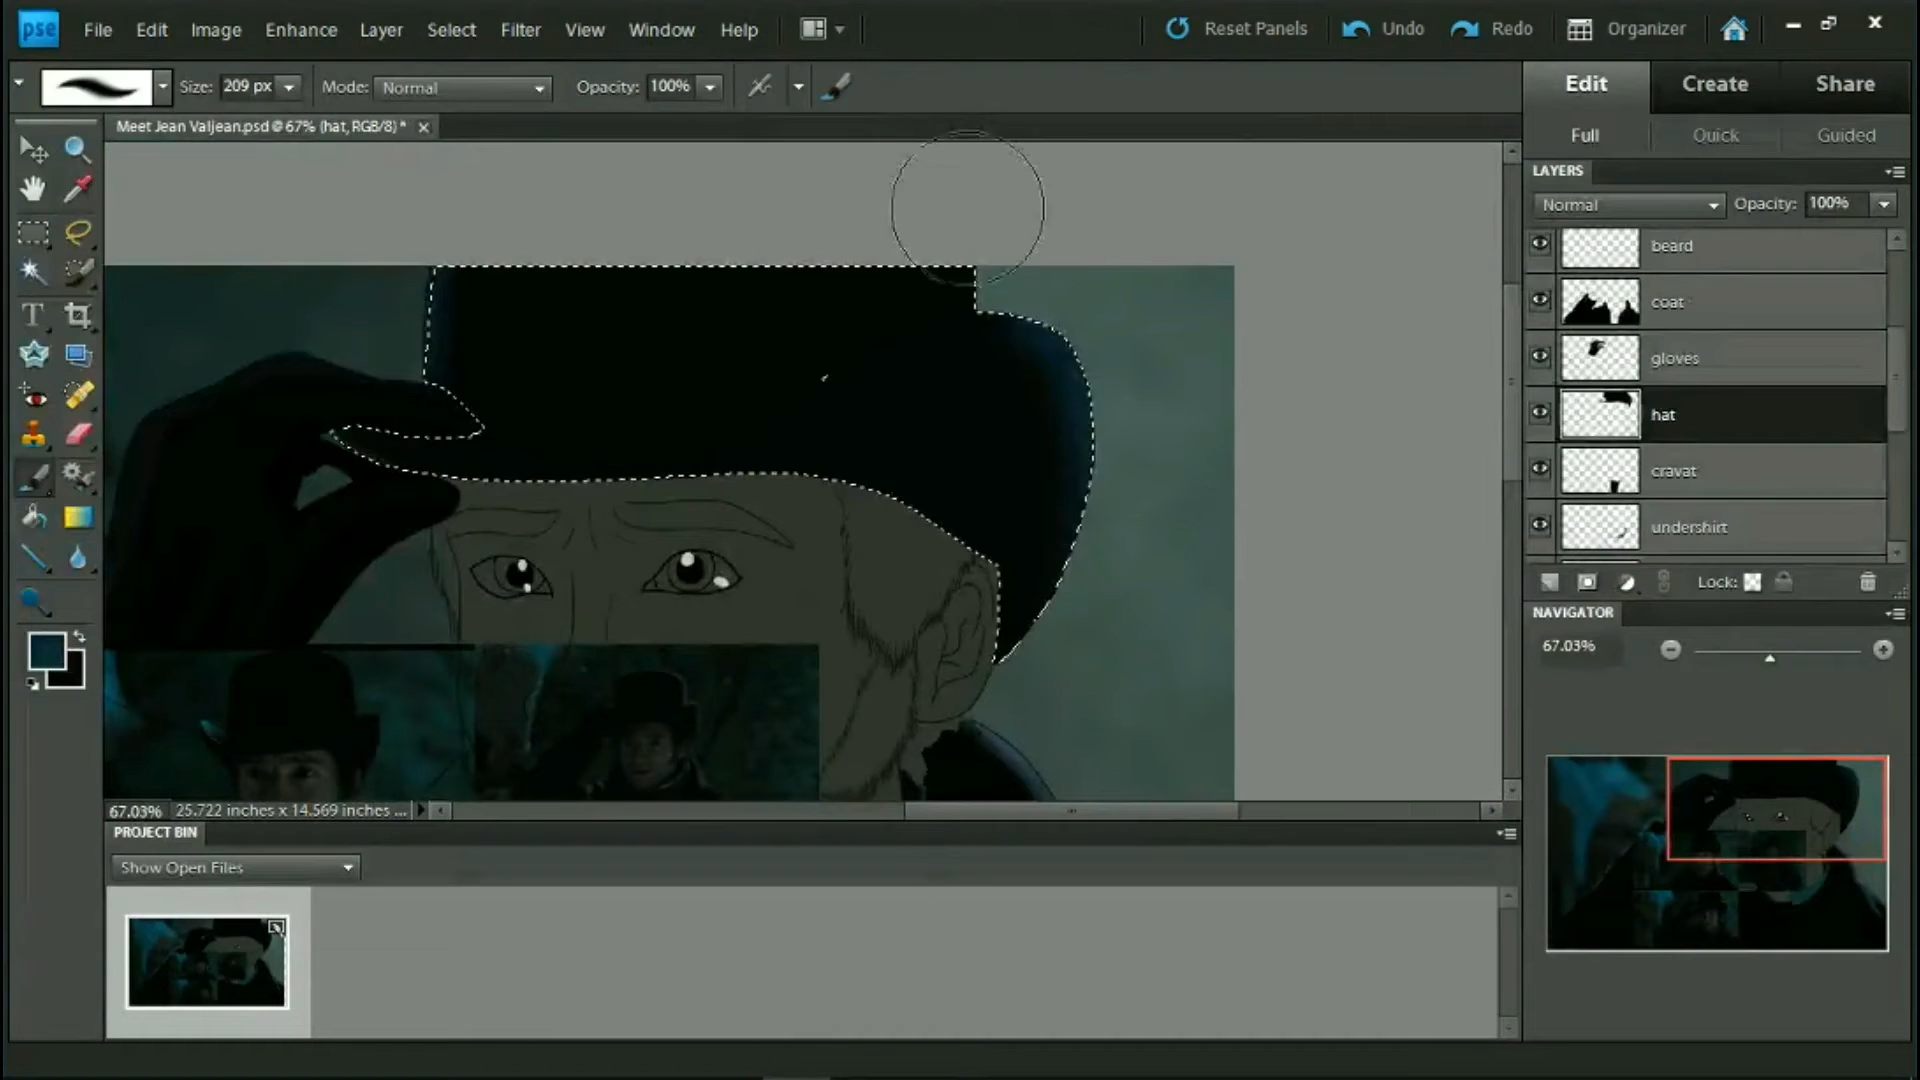 pse File Edit Image Enhance Layer Select Filter View Window Help Reset Panels Undo Redo Organizer
Size: 209 px Mode: Normal Opacity: 100%
Edit Create Share
Meet Jean Valjean.psd @ 67% (hat, RGB/8) *
Full Quick Guided
LAYERS
Normal Opacity: 100%
beard
coat
gloves
hat
cravat
undershirt
Lock:
NAVIGATOR
67.03%
67.03% 25.722 inches x 14.569 inches ...
PROJECT BIN
Show Open Files